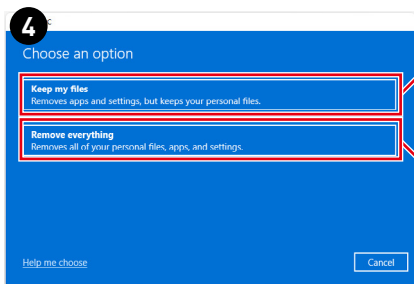 4
Choose an option
Keep my files
Removes apps and settings, but keeps your personal files.
Remove everything
Removes all of your personal files, apps, and settings.
Help me choose
Cancel